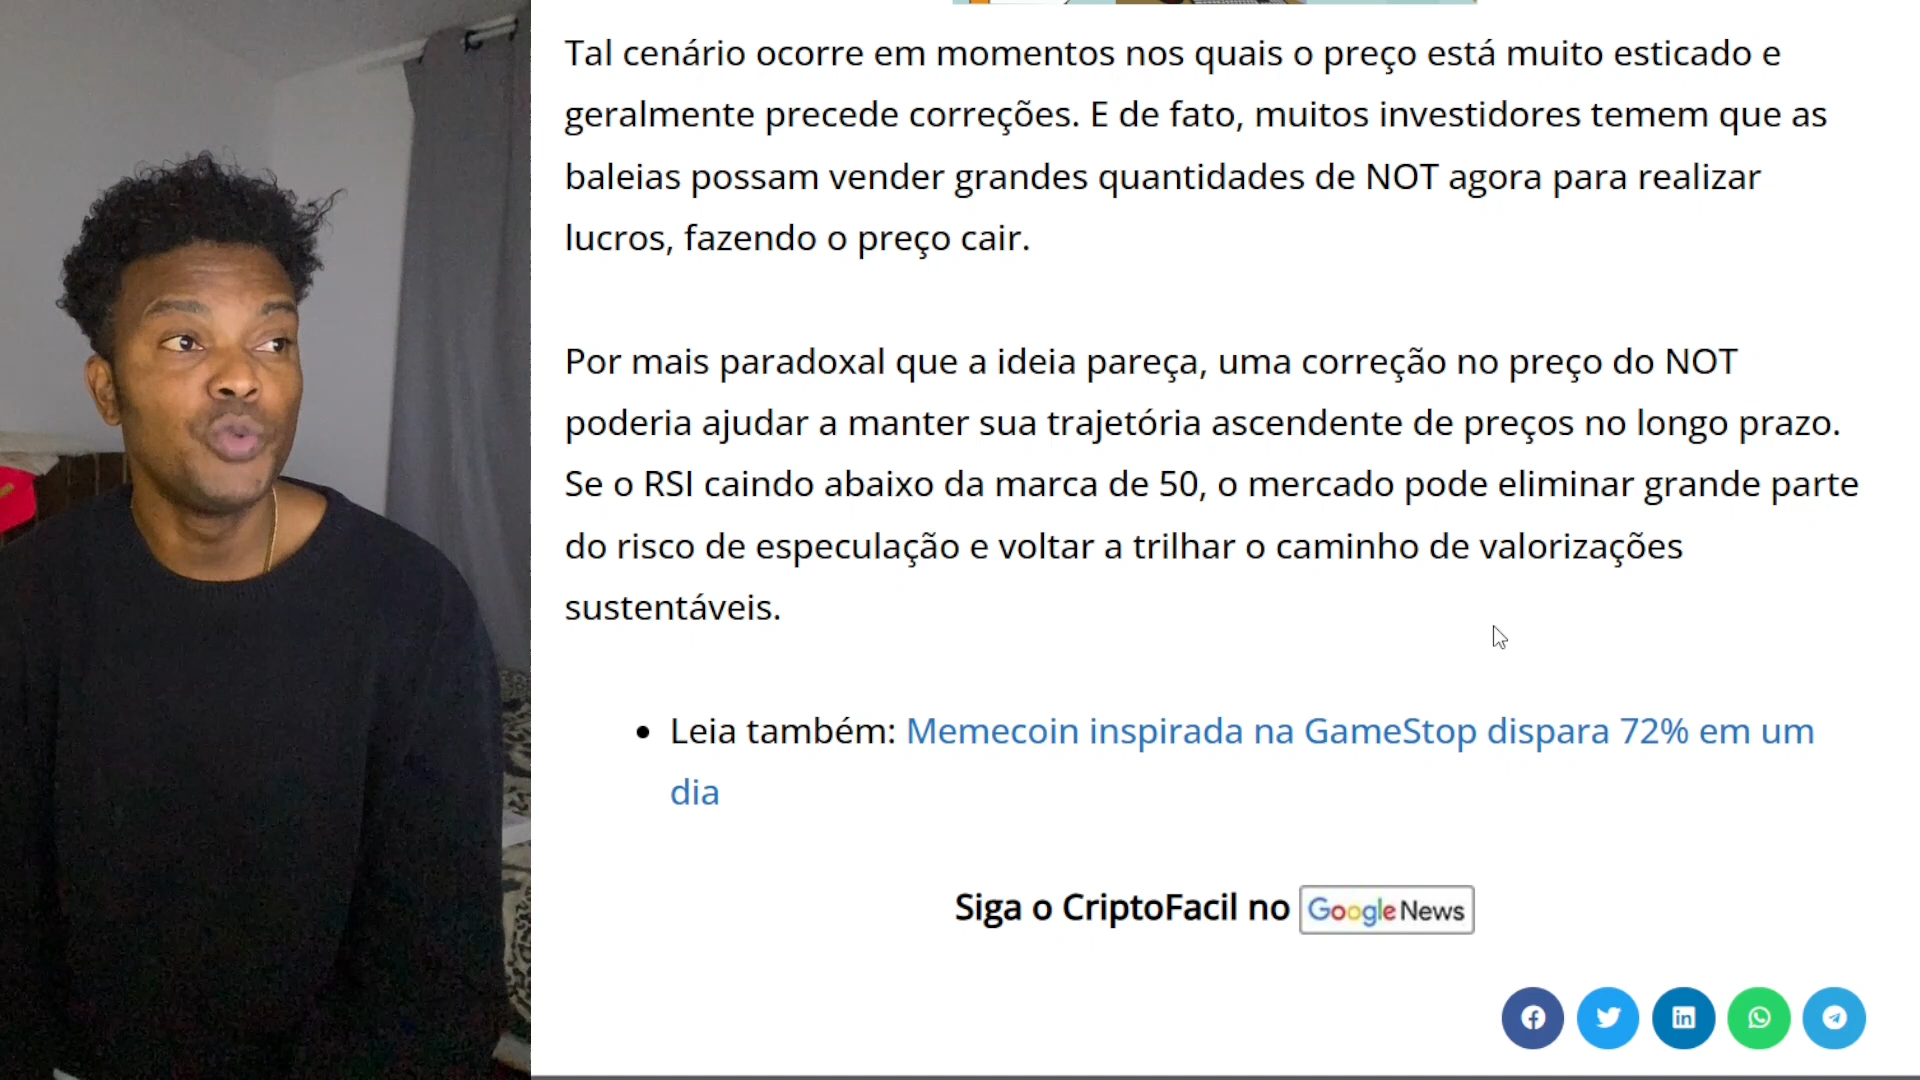 Tal cenário ocorre em momentos nos quais o preço está muito esticado e
geralmente precede correções. E de fato, muitos investidores temem que as
baleias possam vender grandes quantidades de NOT agora para realizar
lucros, fazendo o preço cair.
Por mais paradoxal que a ideia pareça, uma correção no preço do NOT
poderia ajudar a manter sua trajetória ascendente de preços no longo prazo.
Se o RSI caindo abaixo da marca de 50, o mercado pode eliminar grande parte
do risco de especulação e voltar a trilhar o caminho de valorizações
sustentáveis.
• Leia também: Memecoin inspirada na GameStop dispara 72% em um
dia
Siga o CriptoFacil no Google News
in